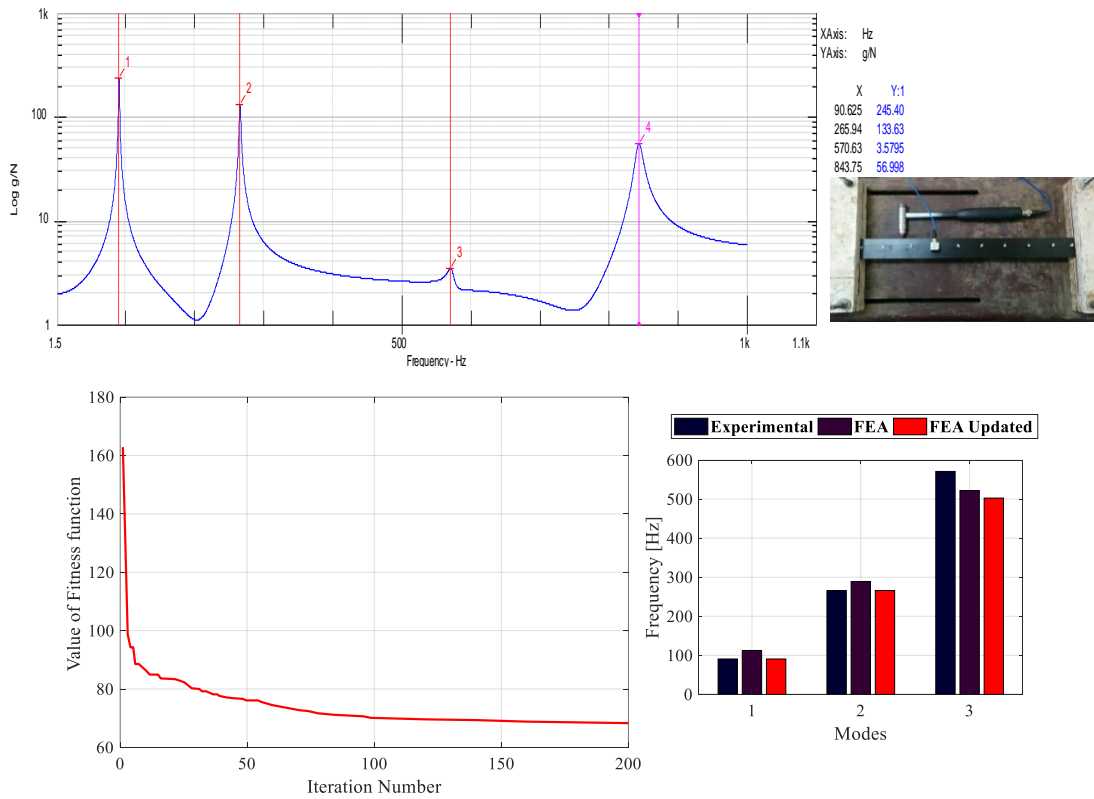 1k
100
10
1
Log g/N
1
2
3
4
1.5
500
1k
1.1k
Frequency - Hz
XAxis: Hz
YAxis: g/N
X Y:1
90.625 245.40
265.94 133.63
570.63 3.5795
843.75 56.998
180
160
140
120
100
80
60
Value of Fitness function
0
50
100
150
200
Iteration Number
Experimental FEA FEA Updated
600
500
400
300
200
100
0
Frequency [Hz]
1
2
3
Modes